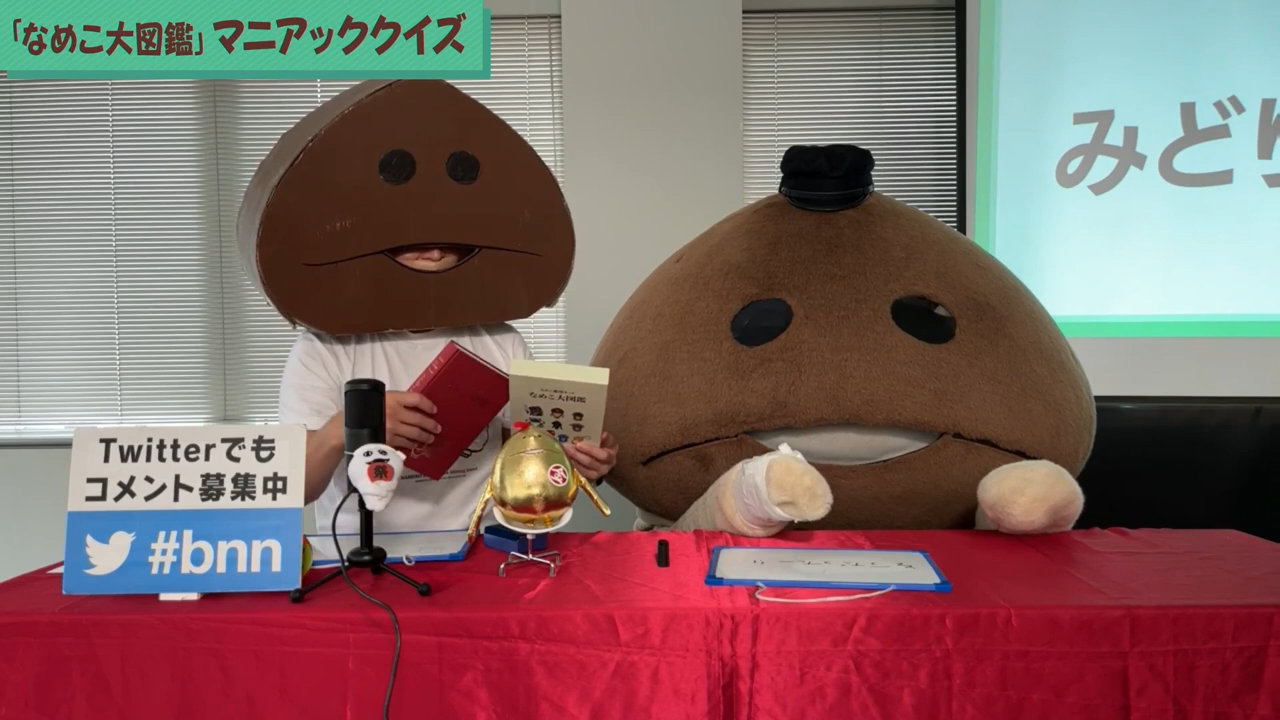 「なめこ大図鑑」マニアッククイズ
みどり
なめこ大図鑑
Twitterでも
コメント募集中
#bnn